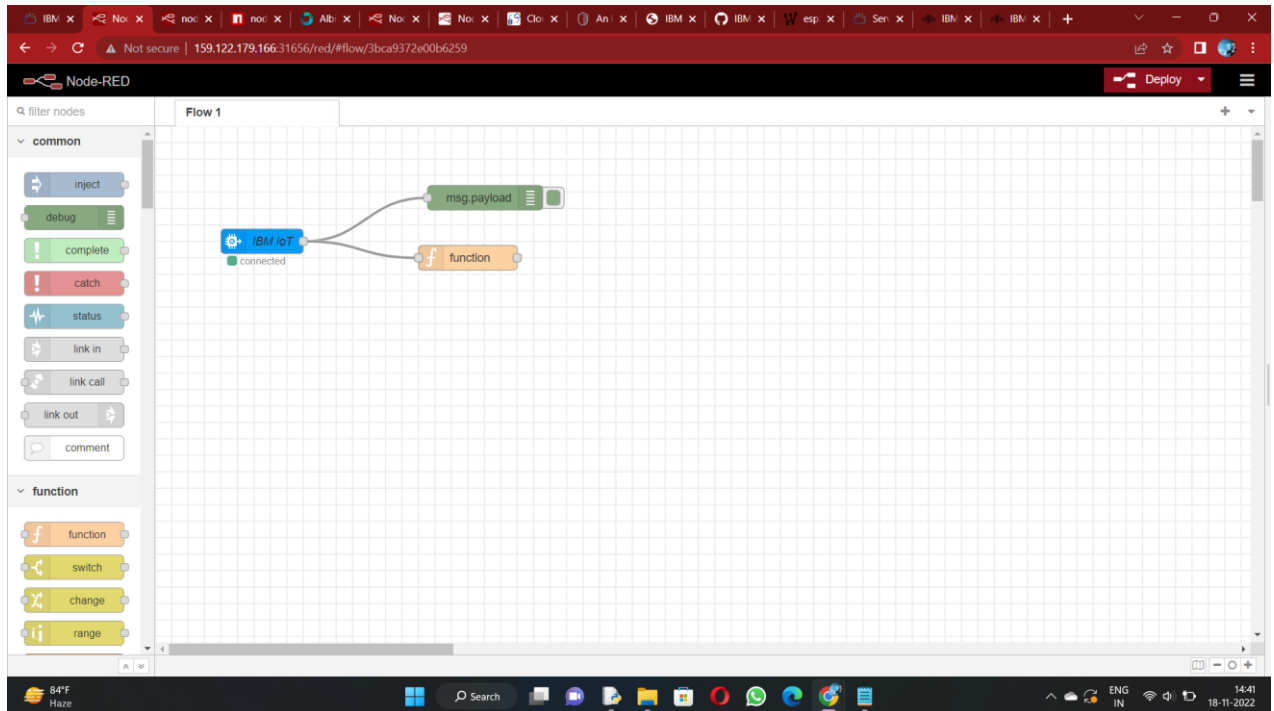 IBM Noc nod nod Alb Noc Noc Clo An I IBM IBM esp Sen IBM IBM
Not secure 159.122.179.166:31656/red/#flow/3bca9372e00b6259
Node-RED Deploy
filter nodes Flow 1
common
inject
debug
complete
catch
status
link in
link call
link out
comment
function
function
switch
change
range
msg.payload
IBM IoT
connected
function
84°F
Haze
Search
ENG
IN
14:41
18-11-2022